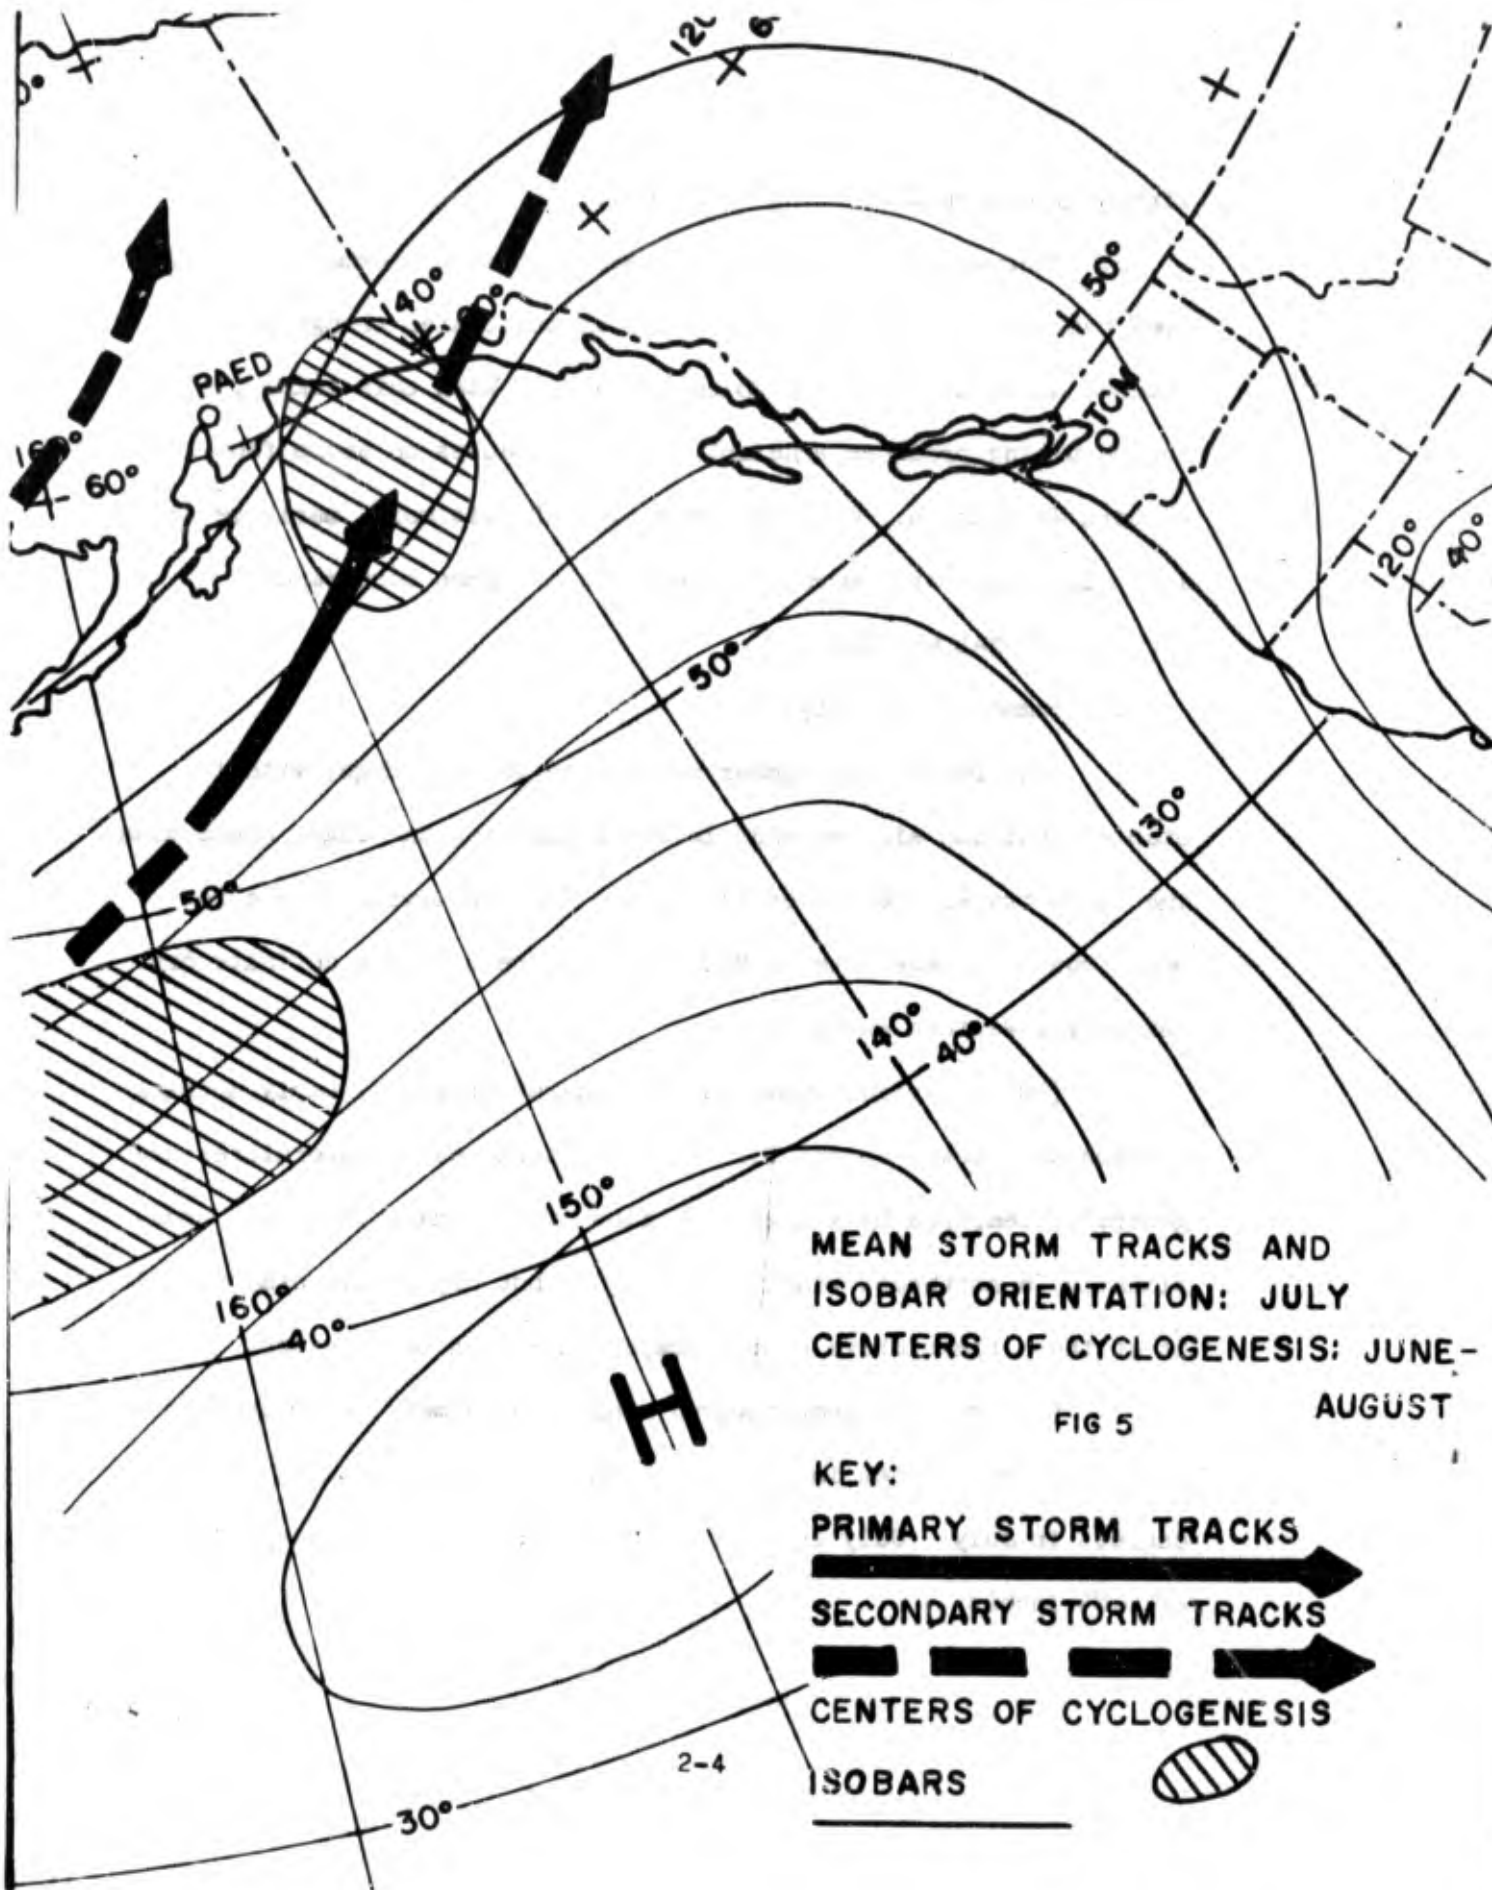 140°
50°
PAED
TCM
60°
120°
40°
50°
130°
50°
140°
40°
150°
160°
40°
H
30°
MEAN STORM TRACKS AND
ISOBAR ORIENTATION: JULY
CENTERS OF CYCLOGENESIS: JUNE-
AUGUST
FIG 5
KEY:
PRIMARY STORM TRACKS
SECONDARY STORM TRACKS
CENTERS OF CYCLOGENESIS
ISOBARS
2-4